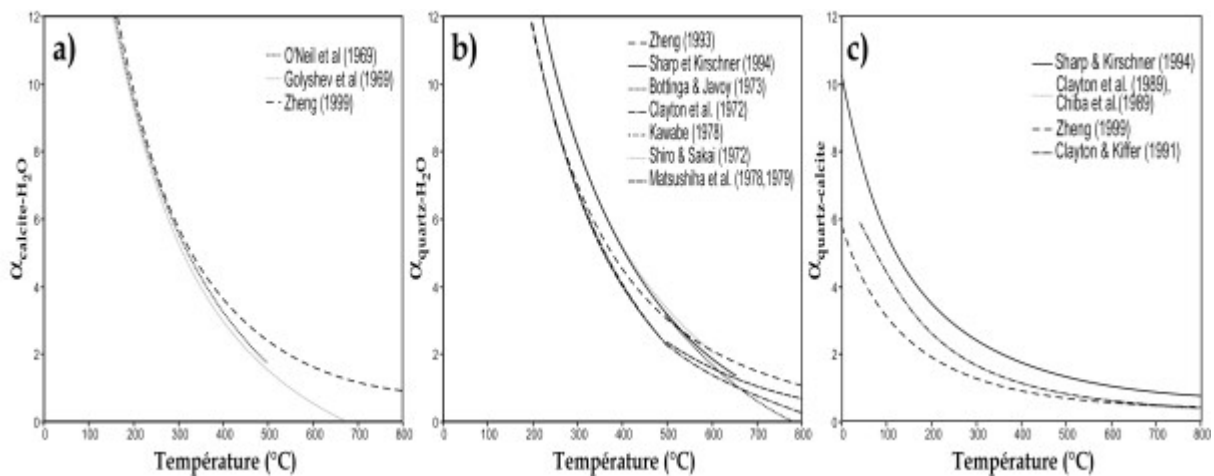 a)
O'Neil et al (1969)
Golyshev et al (1969)
Zheng (1999)
αcalcite-H₂O
12
10
8
6
4
2
0
0 100 200 300 400 500 600 700 800
Température (°C)
b)
Zheng (1993)
Sharp et Kirschner (1994)
Bottinga & Javoy (1973)
Clayton et al. (1972)
Kawabe (1978)
Shiro & Sakai (1972)
Matsushiha et al. (1978,1979)
αquartz-H₂O
12
10
8
6
4
2
0
0 100 200 300 400 500 600 700 800
Température (°C)
c)
Sharp & Kirschner (1994)
Clayton et al. (1989),
Chiba et al.(1989)
Zheng (1999)
Clayton & Kiffer (1991)
αquartz-calcite
12
10
8
6
4
2
0
0 100 200 300 400 500 600 700 800
Température (°C)